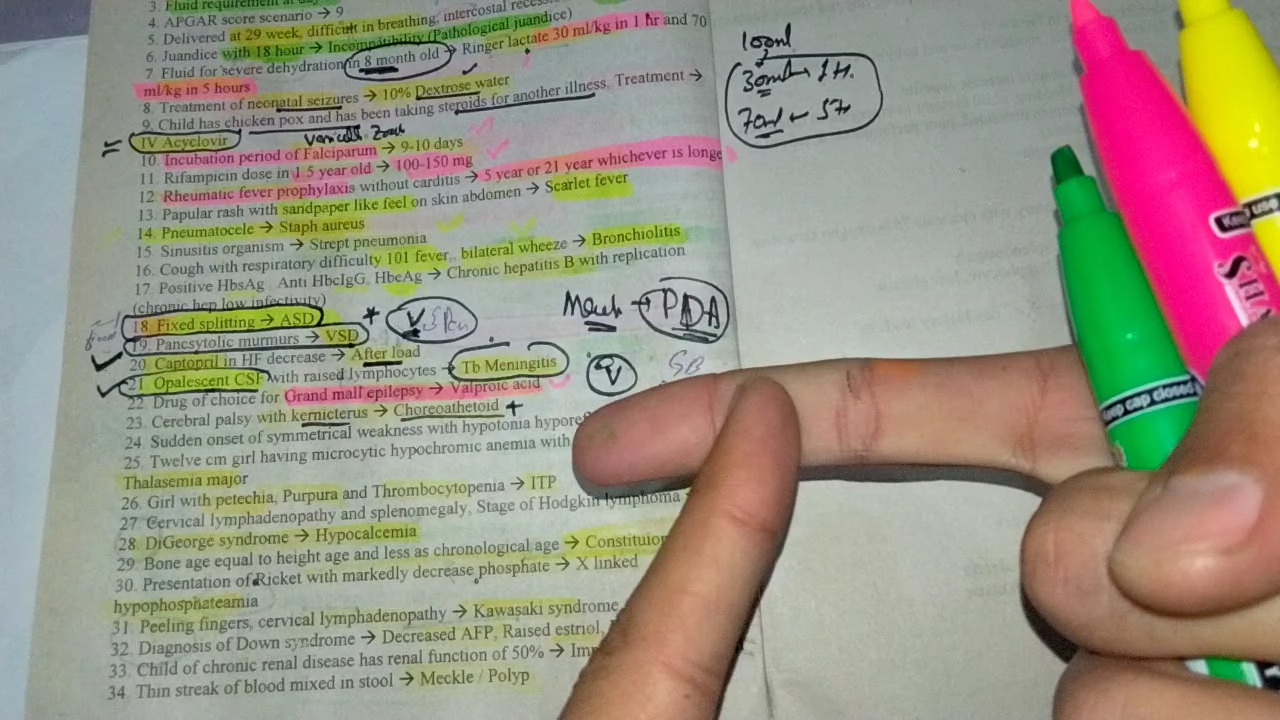 3. Fluid requirement at
4. APGAR score scenario → 9
5. Delivered at 29 week, difficult in breathing, intercostal
6. Juandice with 18 hour → Incompatibility (Pathological juandice)
7. Fluid for severe dehydration in 8 month old → Ringer lactate 30 ml/kg in 1 hr and 70
ml/kg in 5 hours
8. Treatment of neonatal seizures → 10% Dextrose water
9. Child has chicken pox and has been taking steroids for another illness, Treatment →
IV Acyclovir
10. Incubation period of Falciparum → 9-10 days
11. Rifampicin dose in 1 5 year old → 100-150 mg
12. Rheumatic fever prophylaxis without carditis → 5 year or 21 year whichever is longe
13. Papular rash with sandpaper like feel on skin abdomen → Scarlet fever
14. Pneumatocele → Staph aureus
15 Sinusitis organism → Strept pneumonia
16. Cough with respiratory difficulty 101 fever, bilateral wheeze → Bronchiolitis
17. Positive HbsAg Anti HbcIgG, HbeAg → Chronic hepatitis B with replication
(chronic hep low infectivity)
18. Fixed splitting → ASD
19. Pancsytolic murmurs → VSD
20. Captopril in HF decrease → After load
21 Opalescent CSF with raised lymphocytes → Tb Meningitis
22. Drug of choice for Grand mall epilepsy → Valproic acid
23. Cerebral palsy with kernicterus → Choreoathetoid +
24. Sudden onset of symmetrical weakness with hypotonia
25. Twelve cm girl having microcytic hypochromic anemia with
Thalasemia major
26. Girl with petechia, Purpura and Thrombocytopenia → ITP
27. Cervical lymphadenopathy and splenomegaly, Stage of Hodgkin lymphoma
28. DiGeorge syndrome → Hypocalcemia
29. Bone age equal to height age and less as chronological age →
30. Presentation of Ricket with markedly decrease phosphate → X linked
hypophosphateamia
31. Peeling fingers, cervical lymphadenopathy → Kawasaki syndrome
32. Diagnosis of Down syndrome → Decreased AFP, Raised estriol,
33. Child of chronic renal disease has renal function of 50% →
34. Thin streak of blood mixed in stool → Meckle / Polyp
100ml
30ml → 1 H.
70ml
→ PDA
V
Keep cap closed
Keep